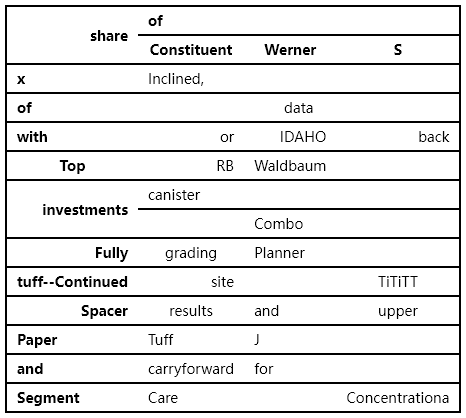 share of
Constituent Werner S
x Inclined,
of data
with or IDAHO back
Top RB Waldbaum
investments canister
Combo
Fully grading Planner
tuff--Continued site TiTiTT
Spacer results and upper
Paper Tuff J
and carryforward for
Segment Care Concentrationa